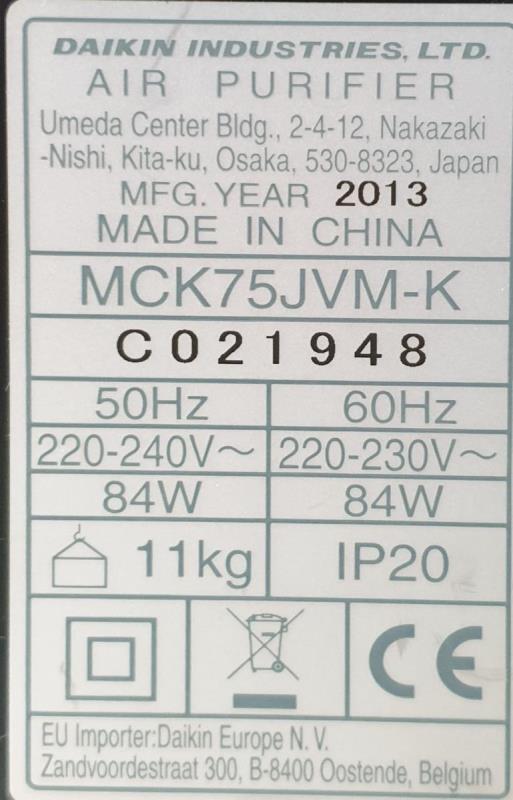 DAIKIN INDUSTRIES, LTD.
AIR PURIFIER
Umeda Center Bldg., 2-4-12, Nakazaki
-Nishi, Kita-ku, Osaka, 530-8323, Japan
MFG. YEAR 2013
MADE IN CHINA
MCK75JVM-K
C021948
50Hz 60Hz
220-240V～ 220-230V～
84W 84W
11kg IP20
CE
EU Importer:Daikin Europe N. V.
Zandvoordestraat 300, B-8400 Oostende, Belgium